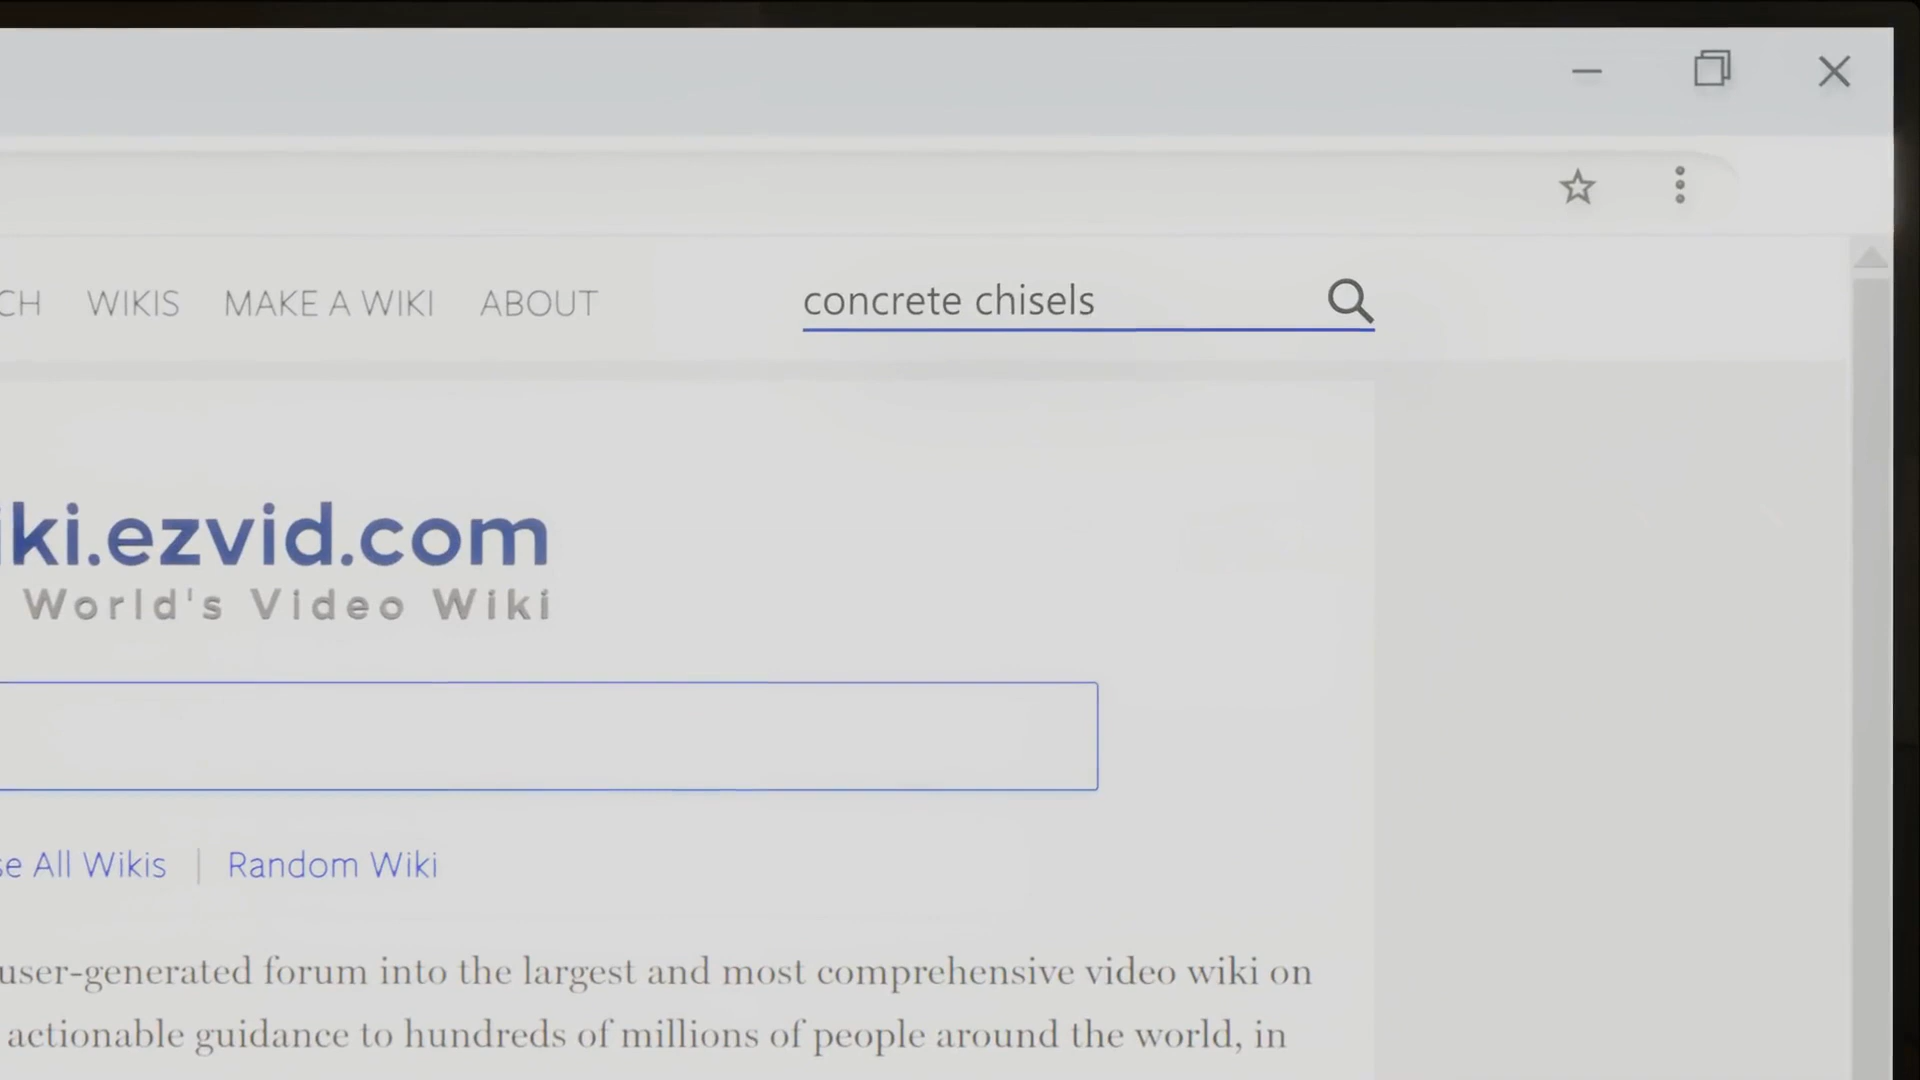 WIKIS MAKE A WIKI ABOUT concrete chisels
.ezvid.com
World's Video Wiki
All Wikis | Random Wiki
user-generated forum into the largest and most comprehensive video wiki on
actionable guidance to hundreds of millions of people around the world, in